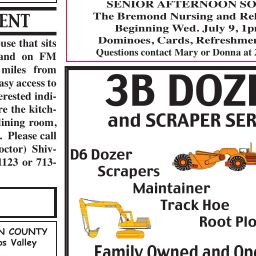 ENT
use that sits
and on FM
miles from
asy access to
erested indi-
re the kitch-
lining room,
. Please call
octor) Shiv-
1123 or 713-
N COUNTY
os Valley
SENIOR AFTERNOON SO
The Bremond Nursing and Reh
Beginning Wed. July 9, 1pm
Dominoes, Cards, Refreshmen
Questions contact Mary or Donna at 2
3B DOZE
and SCRAPER SER
D6 Dozer
Scrapers
Maintainer
Track Hoe
Root Plo
Family Owned and Ope